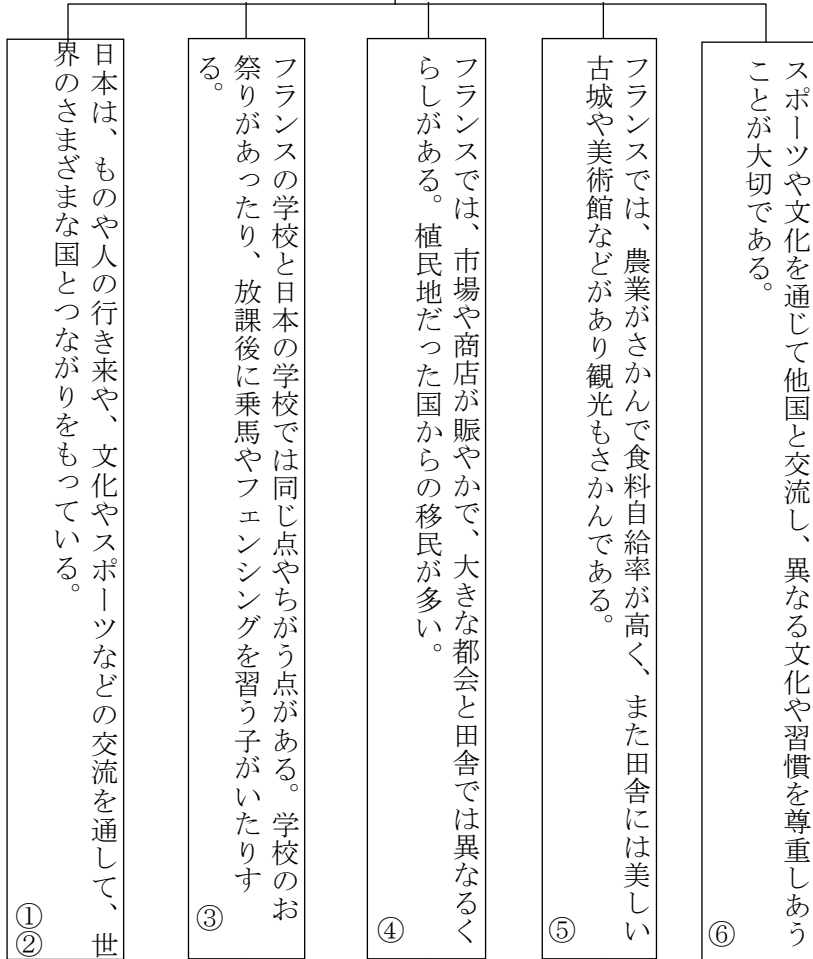 スポーツや文化を通じて他国と交流し、異なる文化や習慣を尊重しあう
ことが大切である。
⑥
フランスでは、農業がさかんで食料自給率が高く、また田舎には美しい
古城や美術館などがあり観光もさかんである。
⑤
フランスでは、市場や商店が賑やかで、大きな都会と田舎では異なるく
らしがある。植民地だった国からの移民が多い。
④
フランスの学校と日本の学校では同じ点やちがう点がある。学校のお
祭りがあったり、放課後に乗馬やフェンシングを習う子がいたりす
る。
③
日本は、ものや人の行き来や、文化やスポーツなどの交流を通して、世
界のさまざまな国とつながりをもっている。
①②